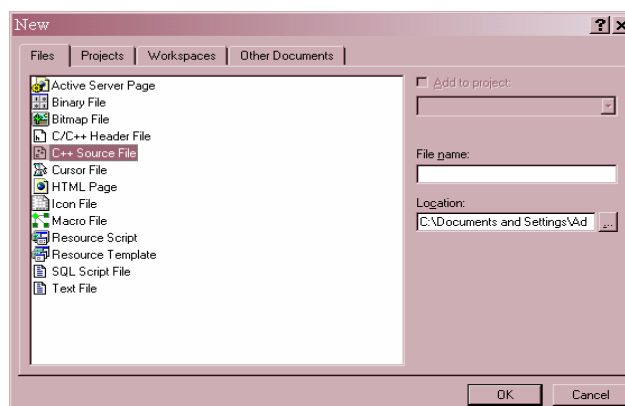 New
Files Projects Workspaces Other Documents
Active Server Page
Binary File
Bitmap File
C/C++ Header File
C++ Source File
Cursor File
HTML Page
Icon File
Macro File
Resource Script
Resource Template
SQL Script File
Text File
Add to project:
File name:
Location:
C:\Documents and Settings\Ad ...
OK Cancel